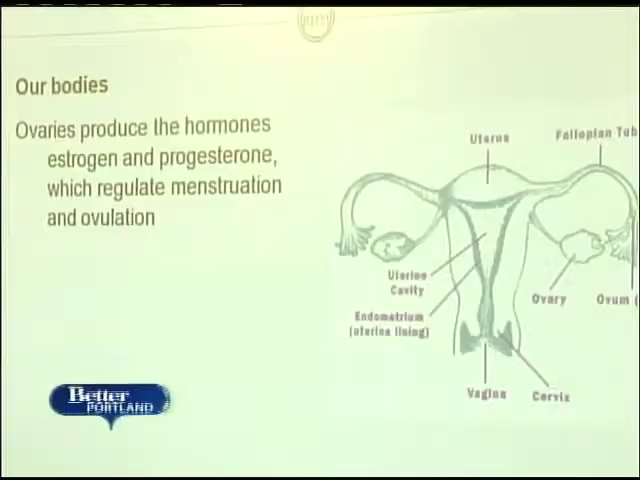 Our bodies
Ovaries produce the hormones
estrogen and progesterone,
which regulate menstruation
and ovulation
Uterus
Fallopian Tub
Uterine
Cavity
Endometrium
(uterine lining)
Ovary
Ovum (
Vagina
Cervix
Better
PORTLAND